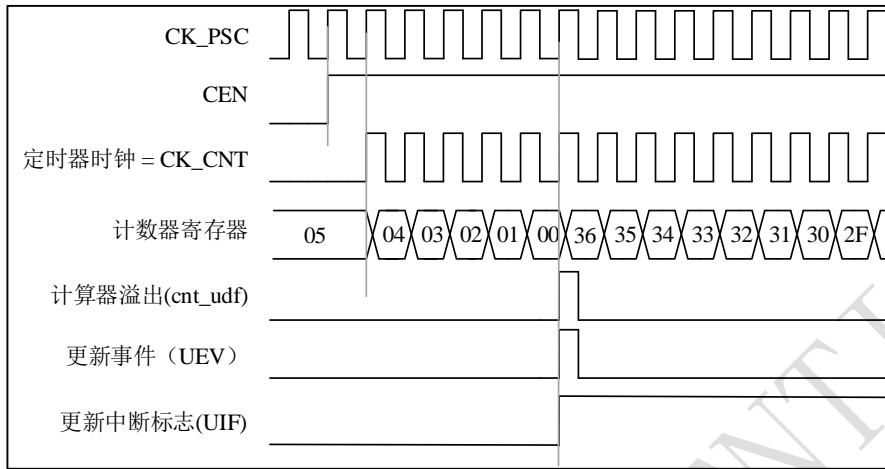 CK_PSC
CEN
定时器时钟 = CK_CNT
计数器寄存器 05 04 03 02 01 00 36 35 34 33 32 31 30 2F
计算器溢出(cnt_udf)
更新事件（UEV）
更新中断标志(UIF)